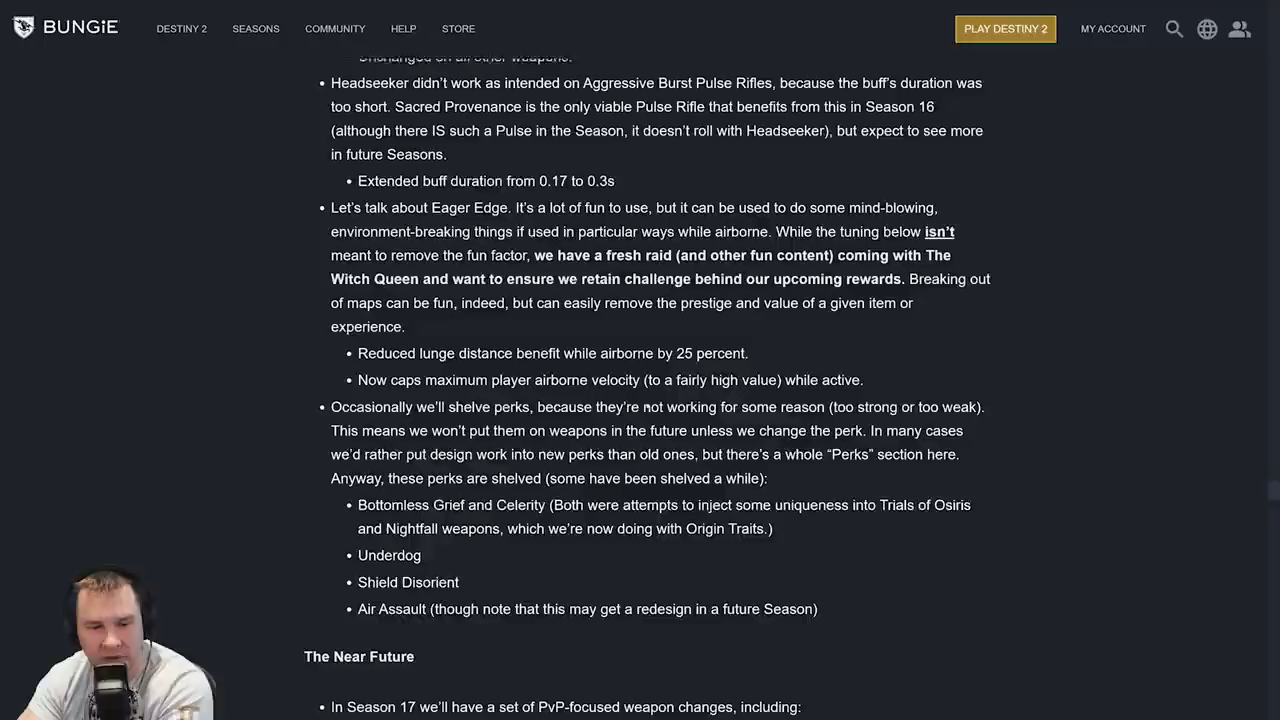 BUNGiE
DESTINY 2
SEASONS
COMMUNITY
HELP
STORE
PLAY DESTINY 2
MY ACCOUNT
Unchanged on all other weapons.
• Headseeker didn’t work as intended on Aggressive Burst Pulse Rifles, because the buff’s duration was
too short. Sacred Provenance is the only viable Pulse Rifle that benefits from this in Season 16
(although there IS such a Pulse in the Season, it doesn’t roll with Headseeker), but expect to see more
in future Seasons.
• Extended buff duration from 0.17 to 0.3s
• Let’s talk about Eager Edge. It’s a lot of fun to use, but it can be used to do some mind-blowing,
environment-breaking things if used in particular ways while airborne. While the tuning below isn’t
meant to remove the fun factor, we have a fresh raid (and other fun content) coming with The
Witch Queen and want to ensure we retain challenge behind our upcoming rewards. Breaking out
of maps can be fun, indeed, but can easily remove the prestige and value of a given item or
experience.
• Reduced lunge distance benefit while airborne by 25 percent.
• Now caps maximum player airborne velocity (to a fairly high value) while active.
• Occasionally we’ll shelve perks, because they’re not working for some reason (too strong or too weak).
This means we won’t put them on weapons in the future unless we change the perk. In many cases
we’d rather put design work into new perks than old ones, but there’s a whole “Perks” section here.
Anyway, these perks are shelved (some have been shelved a while):
• Bottomless Grief and Celerity (Both were attempts to inject some uniqueness into Trials of Osiris
and Nightfall weapons, which we’re now doing with Origin Traits.)
• Underdog
• Shield Disorient
• Air Assault (though note that this may get a redesign in a future Season)
The Near Future
• In Season 17 we’ll have a set of PvP-focused weapon changes, including: